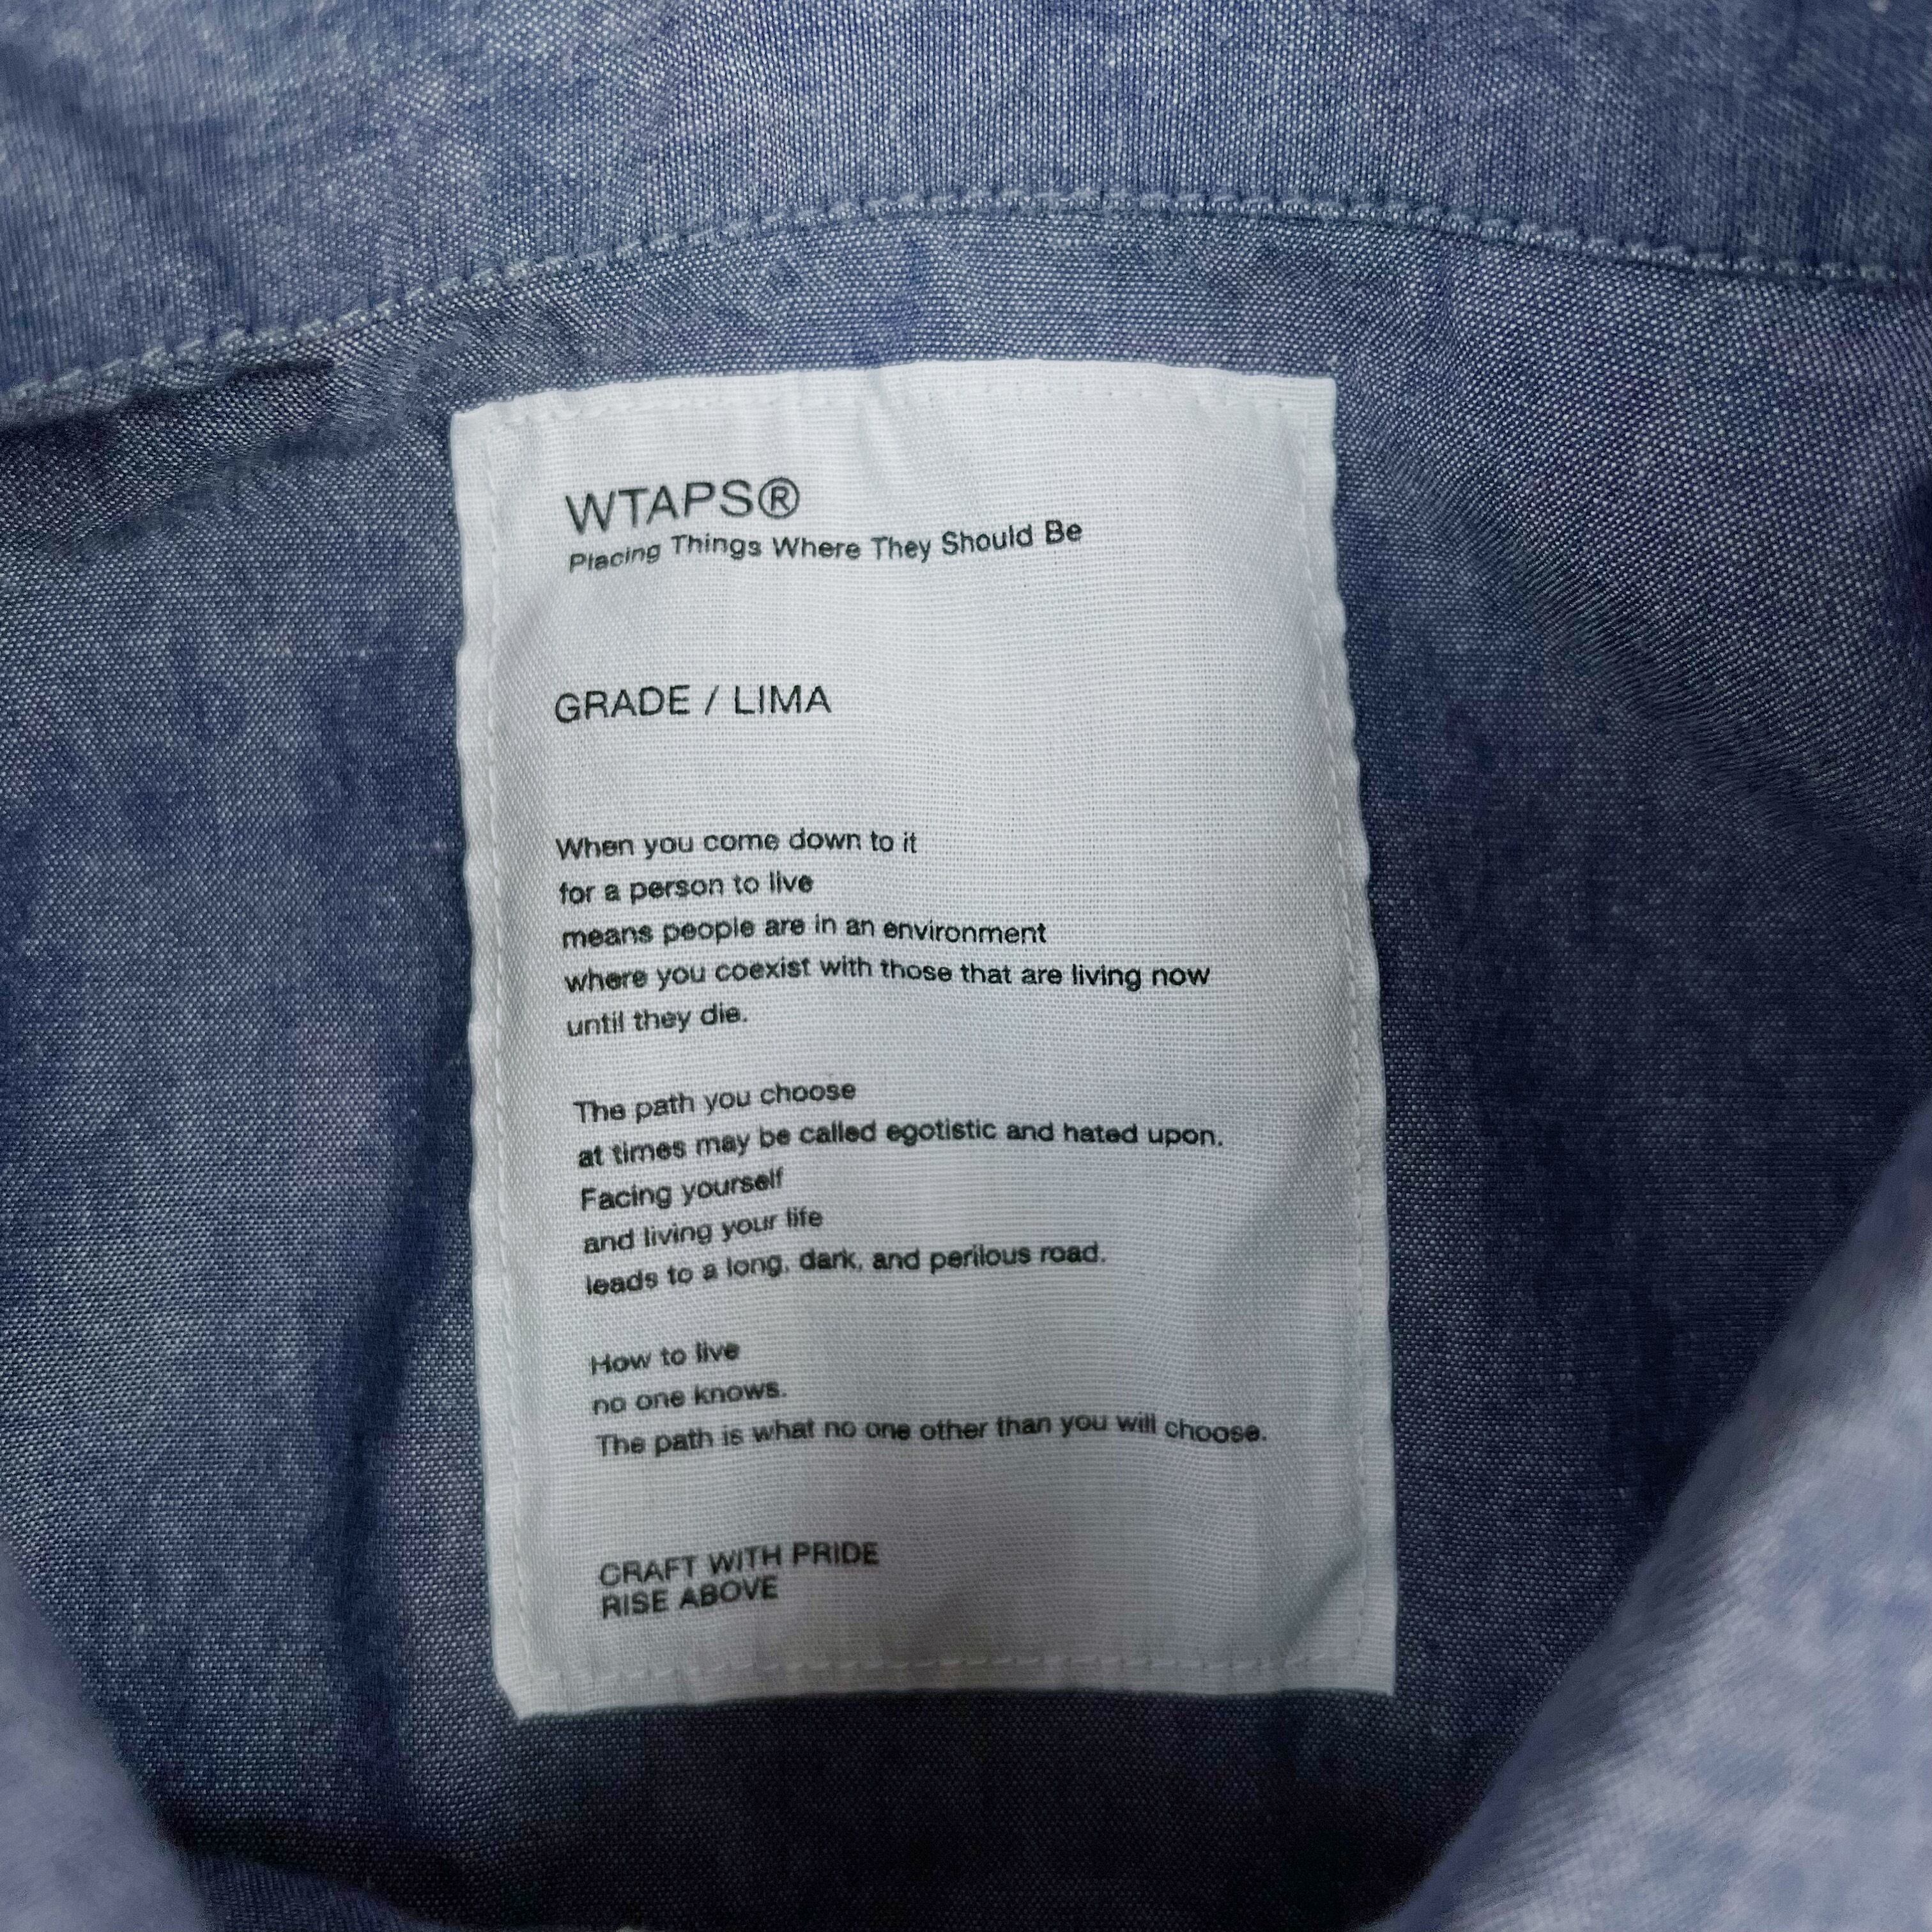 WTAPS®
Placing Things Where They Should Be
GRADE / LIMA
When you come down to it
for a person to live
means people are in an environment
where you coexist with those that are living now
until they die.
The path you choose
at times may be called egotistic and hated upon.
Facing yourself
and living your life
leads to a long, dark, and perilous road.
How to live
no one knows.
The path is what no one other than you will choose.
CRAFT WITH PRIDE
RISE ABOVE